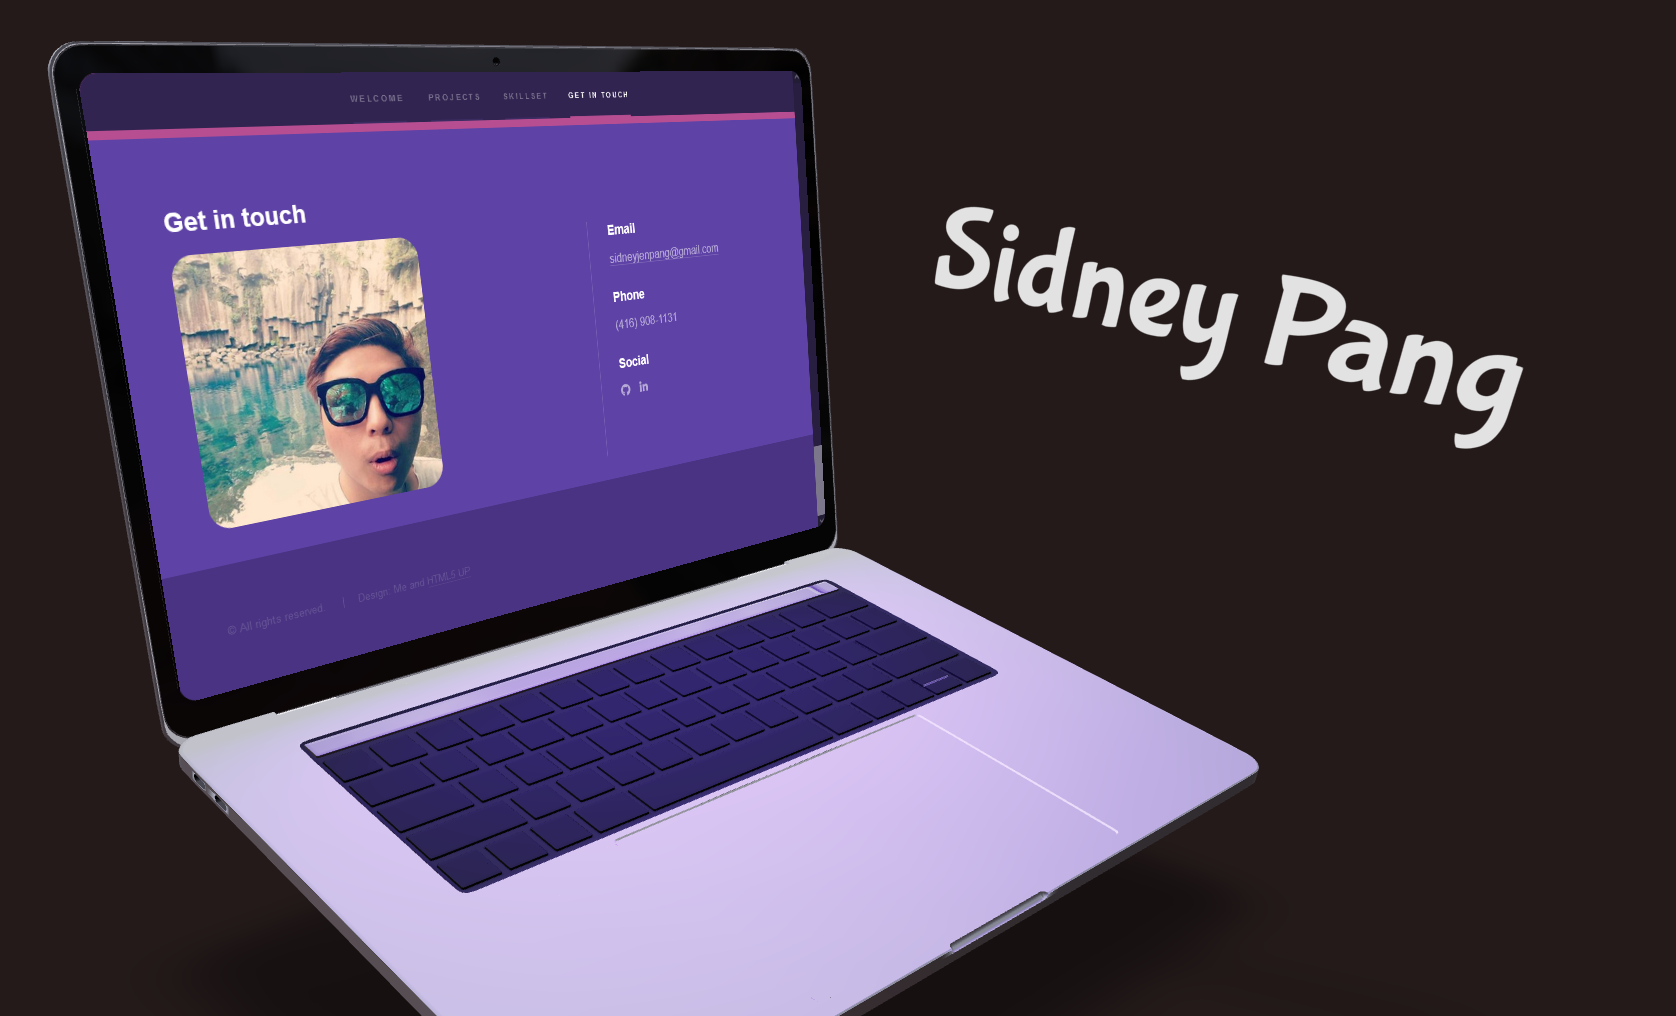 WELCOME PROJECTS SKILLSET GET IN TOUCH
Get in touch
Email
sidneyjenpang@gmail.com
Phone
(416) 908-1131
Social
in
© All rights reserved. | Design: Me and HTML5 UP
Sidney Pang